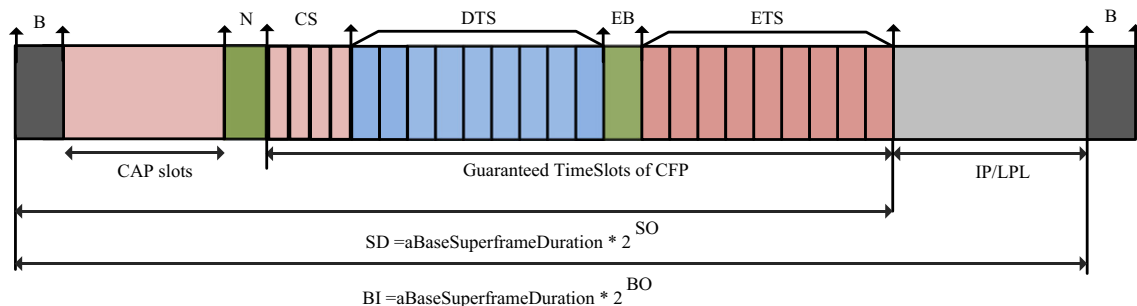 B N CS DTS EB ETS B
CAP slots Guaranteed TimeSlots of CFP IP/LPL
SD =aBaseSuperframeDuration * 2 SO
BI =aBaseSuperframeDuration * 2 BO